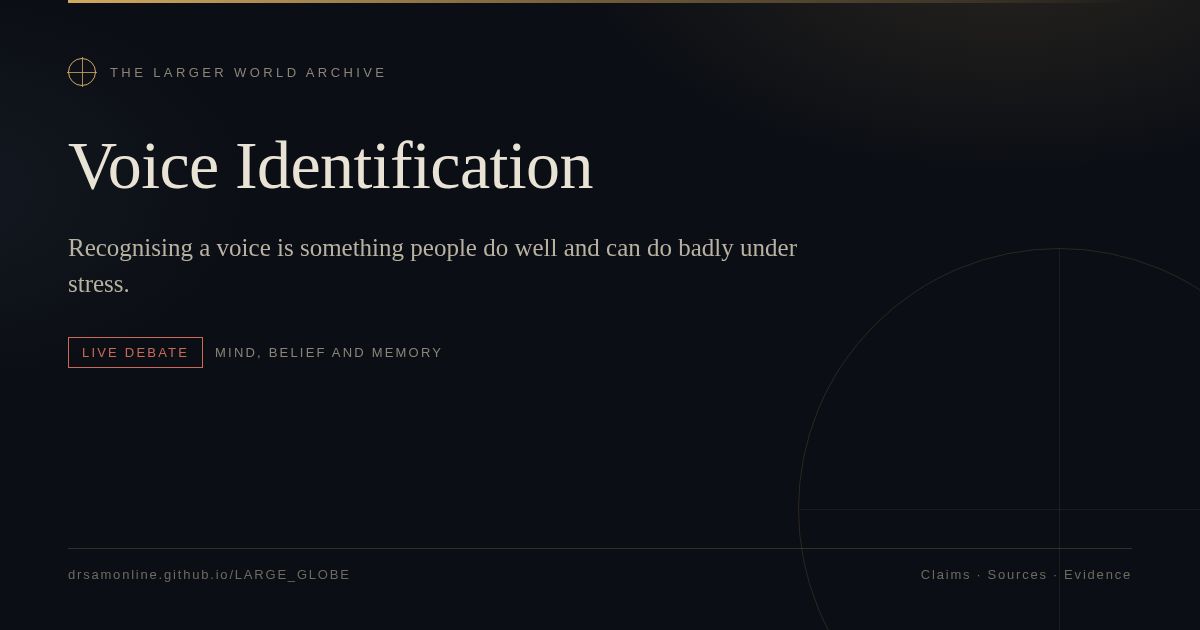 THE LARGER WORLD ARCHIVE
Voice Identification
Recognising a voice is something people do well and can do badly under
stress.
LIVE DEBATE
MIND, BELIEF AND MEMORY
drsamonline.github.io/LARGE_GLOBE
Claims · Sources · Evidence